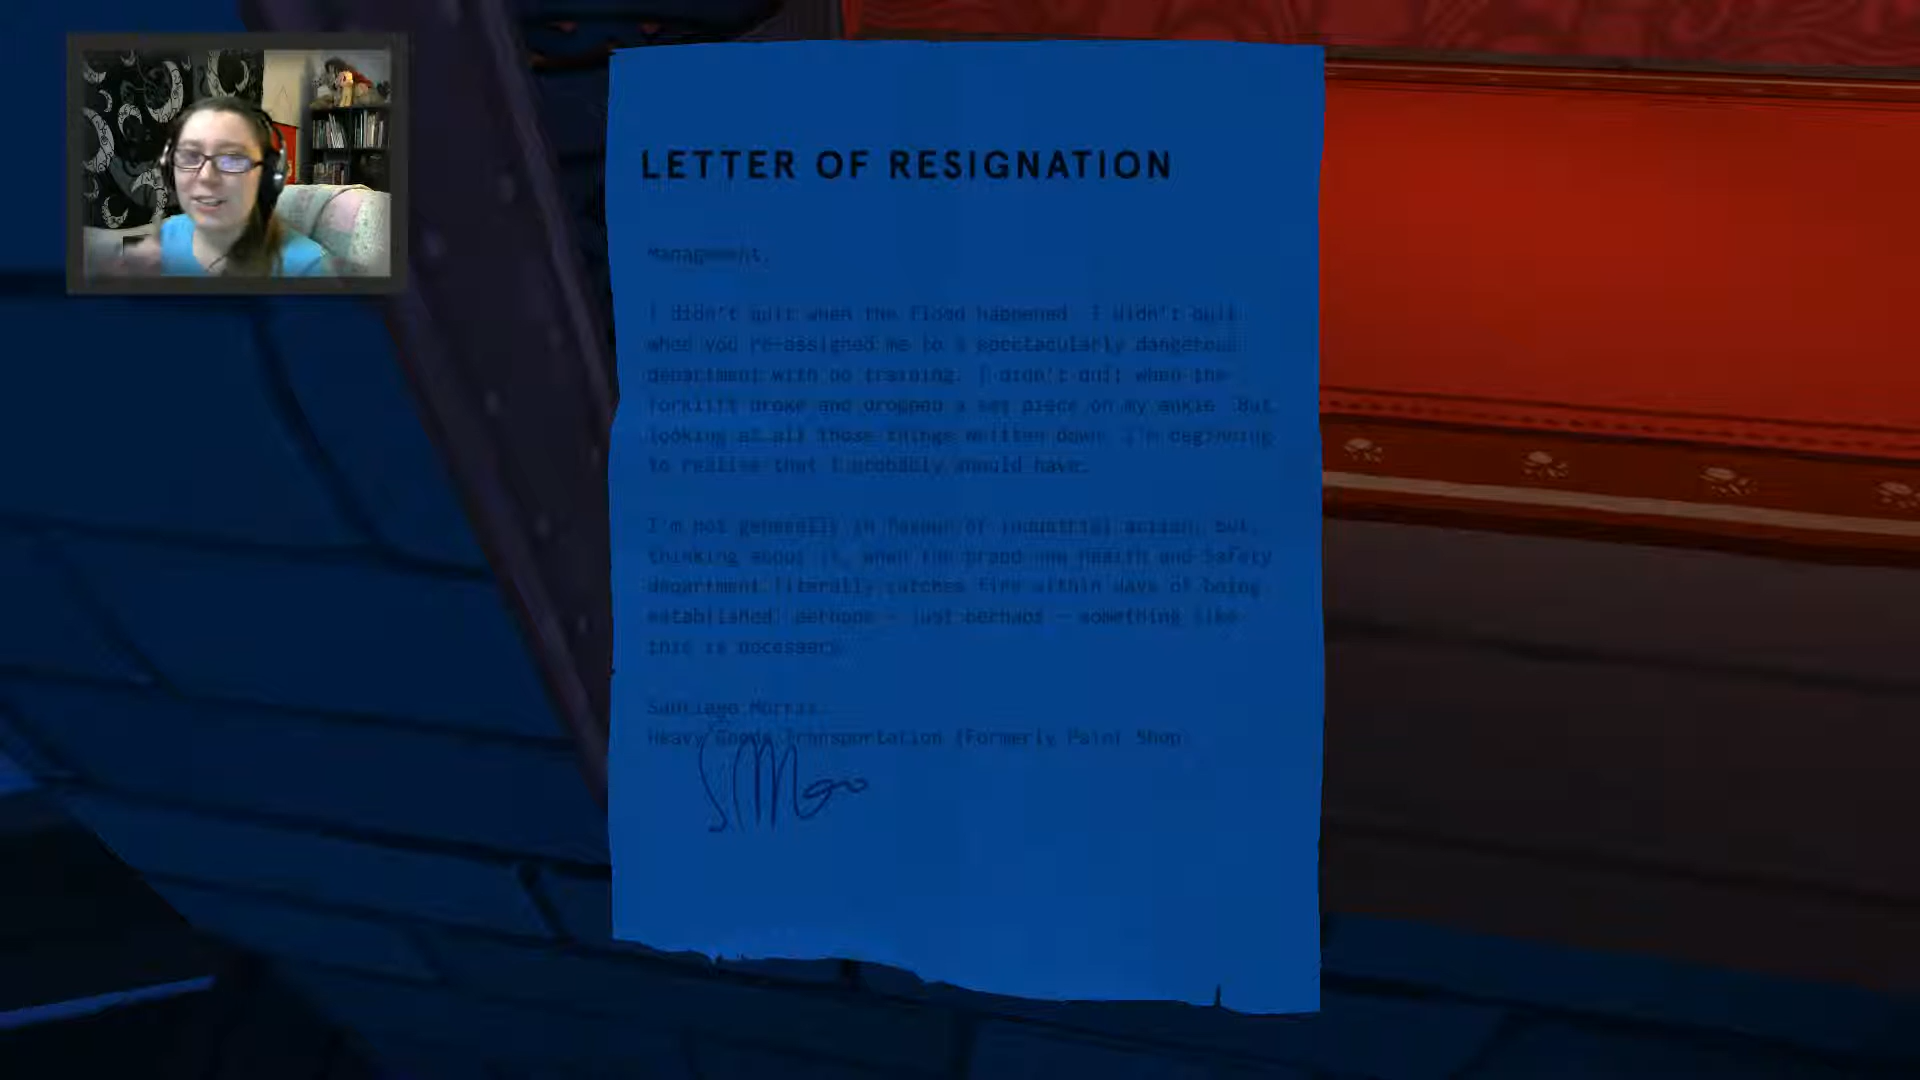 LETTER OF RESIGNATION
Management,
I didn't quit when the flood happened. I didn't quit
when you re-assigned me to a spectacularly dangerous
department with no training. I didn't quit when the
forklift broke and dropped a set piece on my ankle. But
looking at all those things written down, I'm beginning
to realise that I probably should have.
I'm not generally in favour of industrial action, but,
thinking about it, when the brand new Health and Safety
department literally catches fire within days of being
established, perhaps - just perhaps - something like
this is necessary.
Santiago
Heavy Goods Transportation (Formerly Paint Shop)